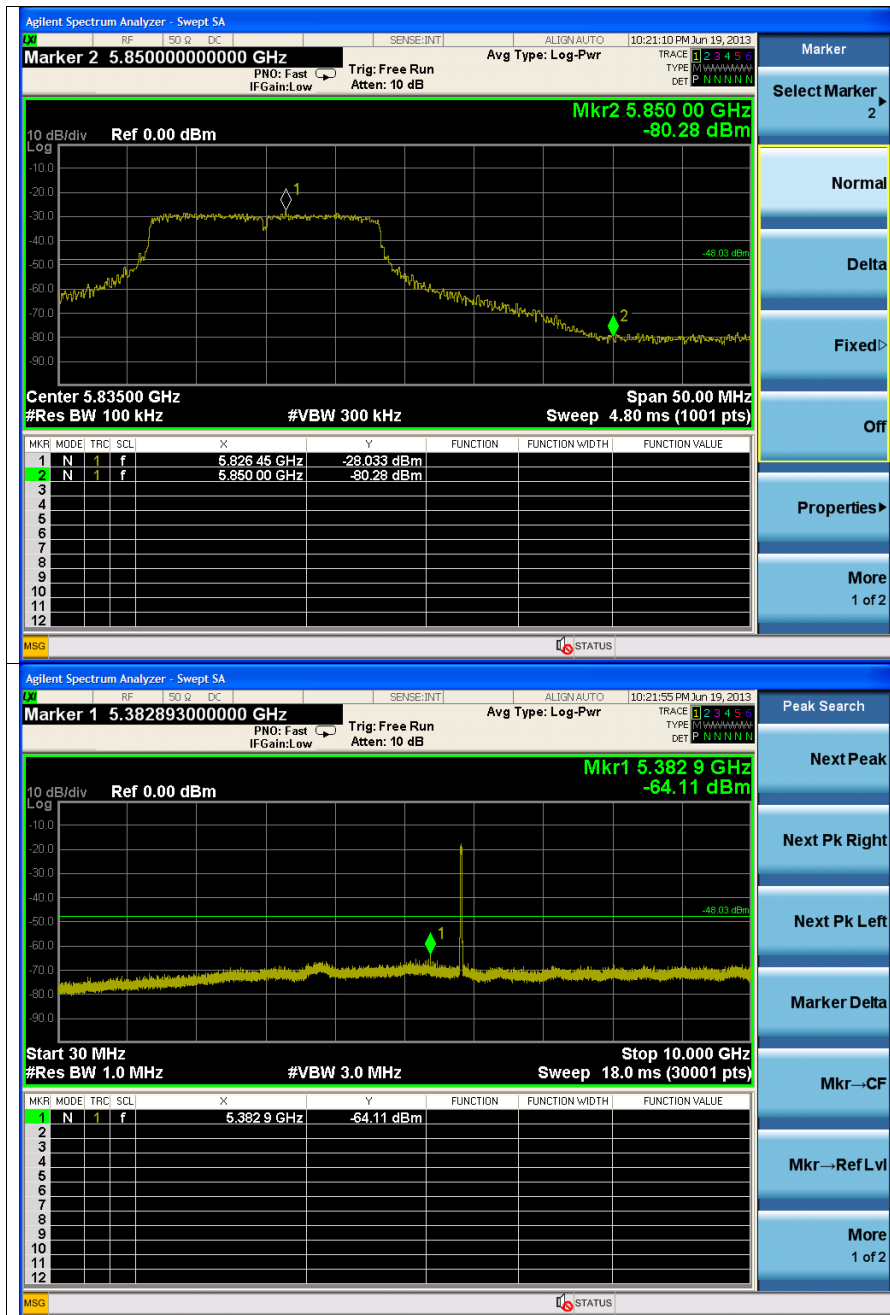 Agilent Spectrum Analyzer - Swept SA
LXI RF 50 Ω DC SENSE:INT ALIGN AUTO 10:21:10 PM Jun 19, 2013
Marker 2 5.850000000000 GHz
PNO: Fast
IFGain:Low
Trig: Free Run
Atten: 10 dB
Avg Type: Log-Pwr
TRACE 1 2 3 4 5 6
TYPE M WWWWW
DET P N N N N N
Mkr2 5.850 00 GHz
-80.28 dBm
10 dB/div Ref 0.00 dBm
Log
-10.0
-20.0
-30.0
-40.0
-50.0
-60.0
-70.0
-80.0
-90.0
1
-48.03 dBm
2
Center 5.83500 GHz Span 50.00 MHz
#Res BW 100 kHz #VBW 300 kHz Sweep 4.80 ms (1001 pts)
MKR MODE TRC SCL X Y FUNCTION FUNCTION WIDTH FUNCTION VALUE
1 N 1 f 5.826 45 GHz -28.033 dBm
2 N 1 f 5.850 00 GHz -80.28 dBm
3
4
5
6
7
8
9
10
11
12
MSG STATUS
Marker
Select Marker
2
Normal
Delta
Fixed
Off
Properties
More
1 of 2
Agilent Spectrum Analyzer - Swept SA
LXI RF 50 Ω DC SENSE:INT ALIGN AUTO 10:21:55 PM Jun 19, 2013
Marker 1 5.382893000000 GHz
PNO: Fast
IFGain:Low
Trig: Free Run
Atten: 10 dB
Avg Type: Log-Pwr
TRACE 1 2 3 4 5 6
TYPE M WWWWW
DET P N N N N N
Mkr1 5.382 9 GHz
-64.11 dBm
10 dB/div Ref 0.00 dBm
Log
-10.0
-20.0
-30.0
-40.0
-50.0
-60.0
-70.0
-80.0
-90.0
-48.03 dBm
1
Start 30 MHz Stop 10.000 GHz
#Res BW 1.0 MHz #VBW 3.0 MHz Sweep 18.0 ms (30001 pts)
MKR MODE TRC SCL X Y FUNCTION FUNCTION WIDTH FUNCTION VALUE
1 N 1 f 5.382 9 GHz -64.11 dBm
2
3
4
5
6
7
8
9
10
11
12
MSG STATUS
Peak Search
Next Peak
Next Pk Right
Next Pk Left
Marker Delta
Mkr→CF
Mkr→Ref Lvl
More
1 of 2